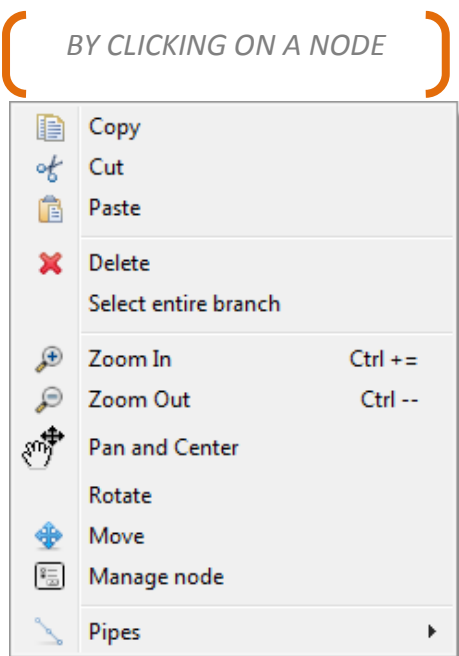 BY CLICKING ON A NODE
Copy
Cut
Paste
Delete
Select entire branch
Zoom In Ctrl +=
Zoom Out Ctrl --
Pan and Center
Rotate
Move
Manage node
Pipes